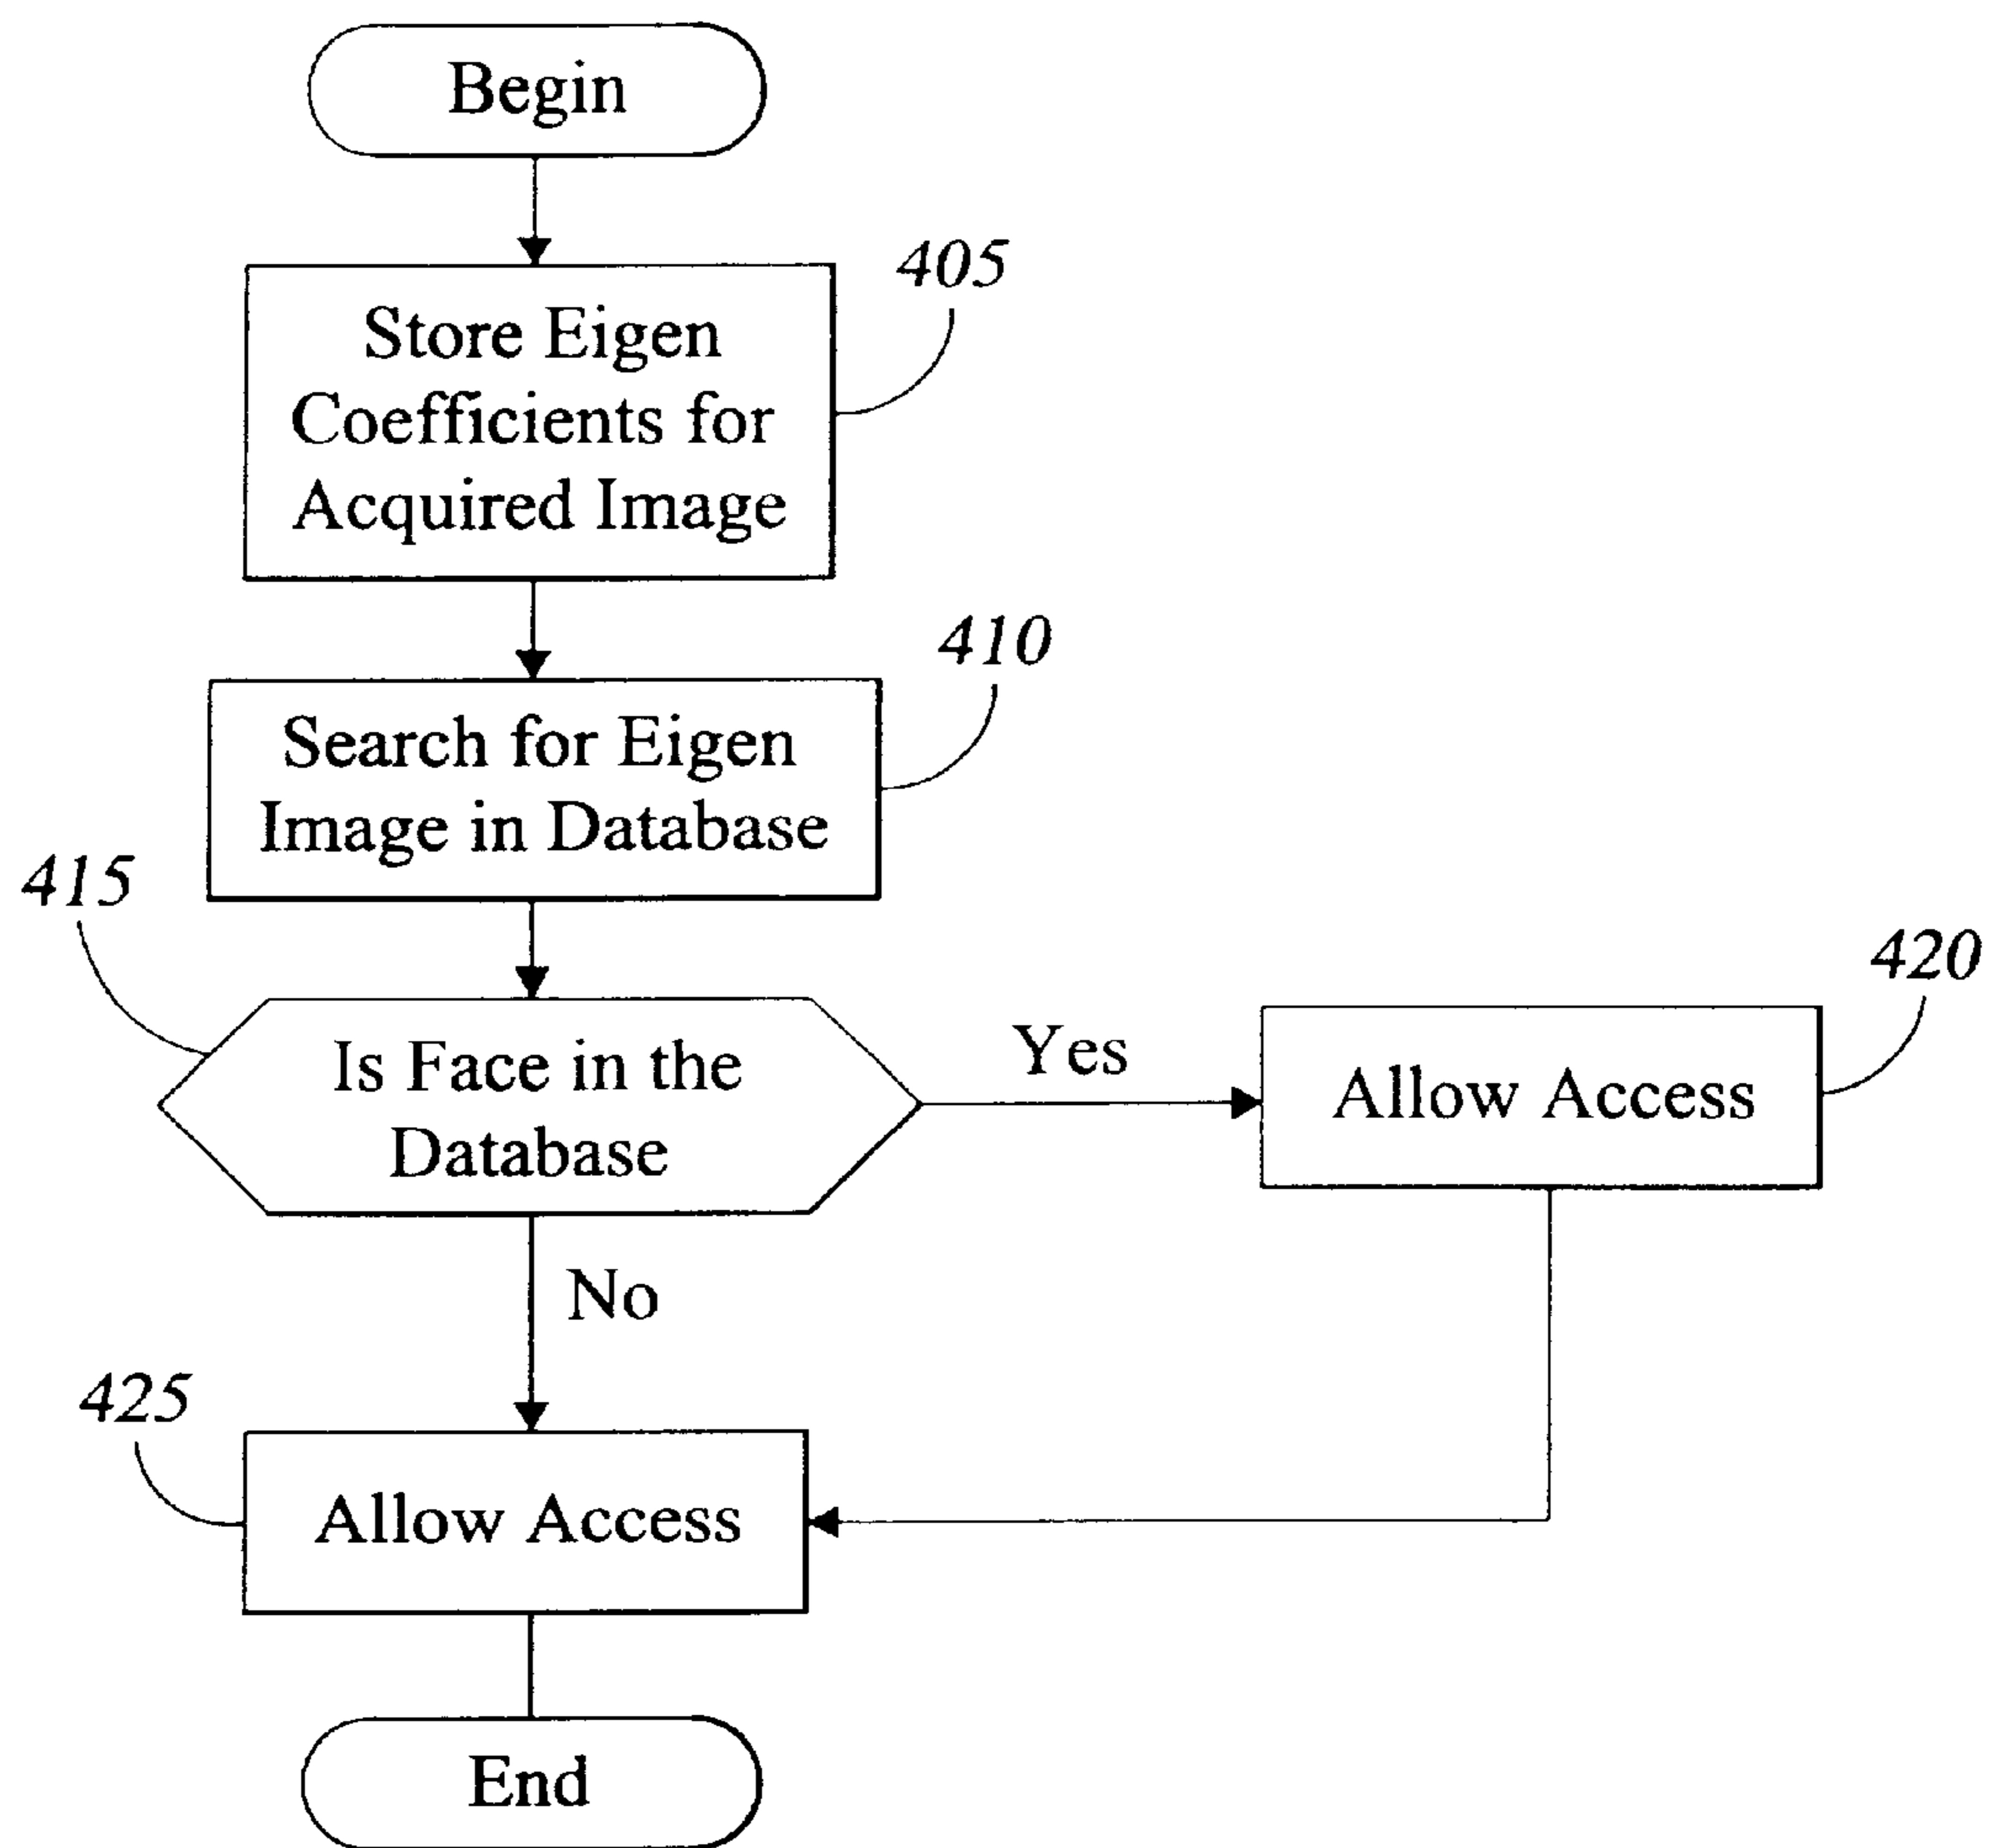 Begin
405
Store Eigen
Coefficients for
Acquired Image
410
Search for Eigen
Image in Database
415
Is Face in the
Database
Yes
420
Allow Access
No
425
Allow Access
End